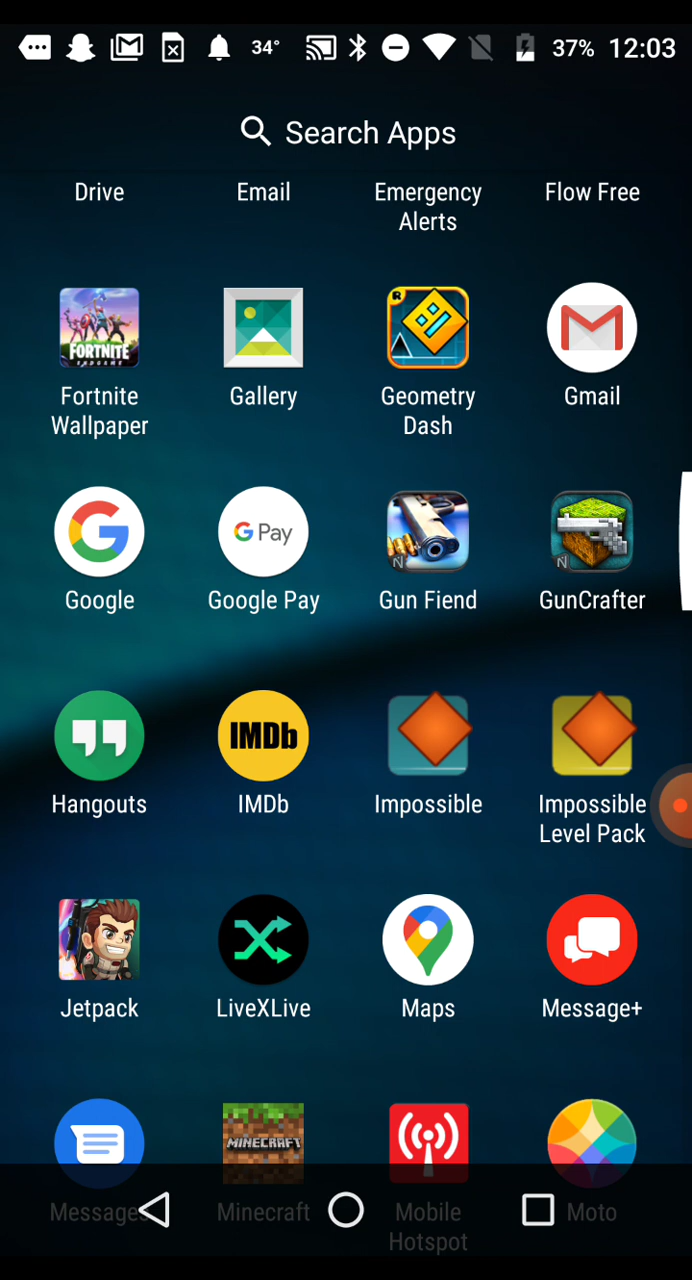 34°
37%
12:03
Search Apps
Drive
Email
Emergency
Alerts
Flow Free
FORTNITE
ENDGAME
R
Fortnite
Wallpaper
Gallery
Geometry
Dash
Gmail
G Pay
N
N
Google
Google Pay
Gun Fiend
GunCrafter
IMDb
Hangouts
IMDb
Impossible
Impossible
Level Pack
Jetpack
LiveXLive
Maps
Message+
MINECRAFT
Messages
Minecraft
Mobile
Hotspot
Moto